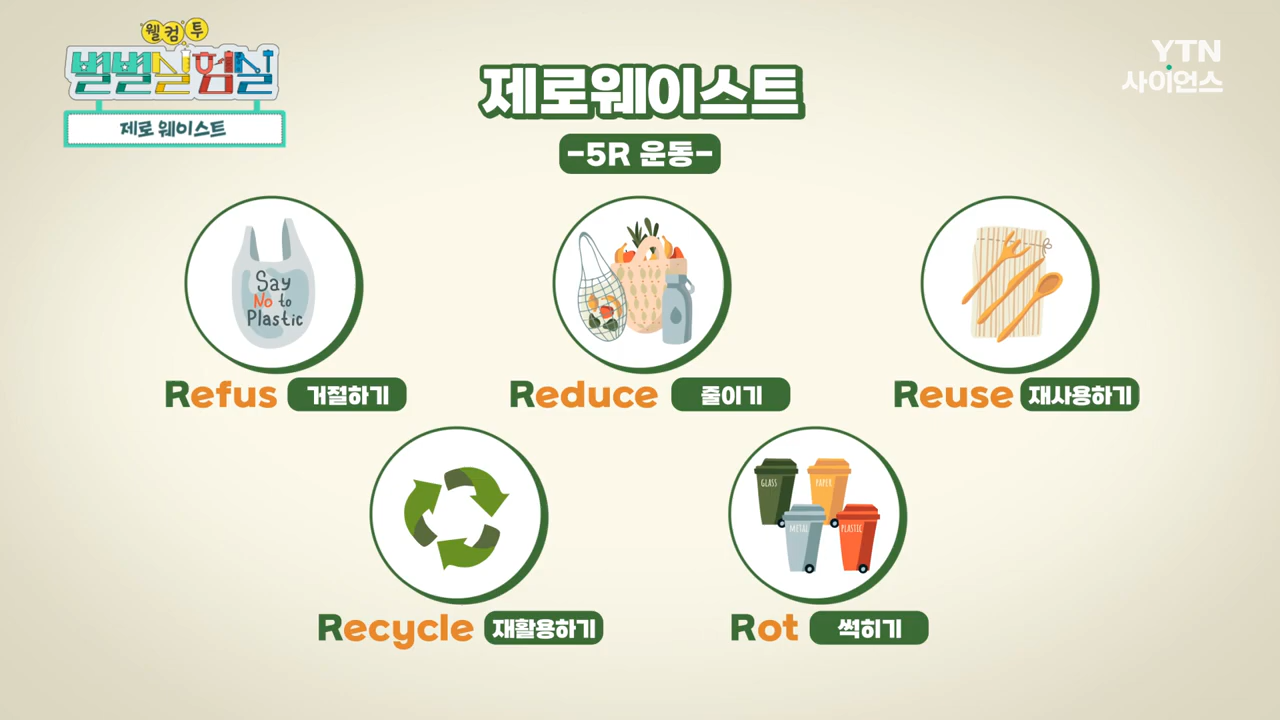 웰컴투
별별실험실
제로 웨이스트
YTN
사이언스
제로웨이스트
-5R 운동-
Say
No to
Plastic
Refus 거절하기
Reduce 줄이기
Reuse 재사용하기
GLASS
PAPER
METAL
PLASTIC
Recycle 재활용하기
Rot 썩히기